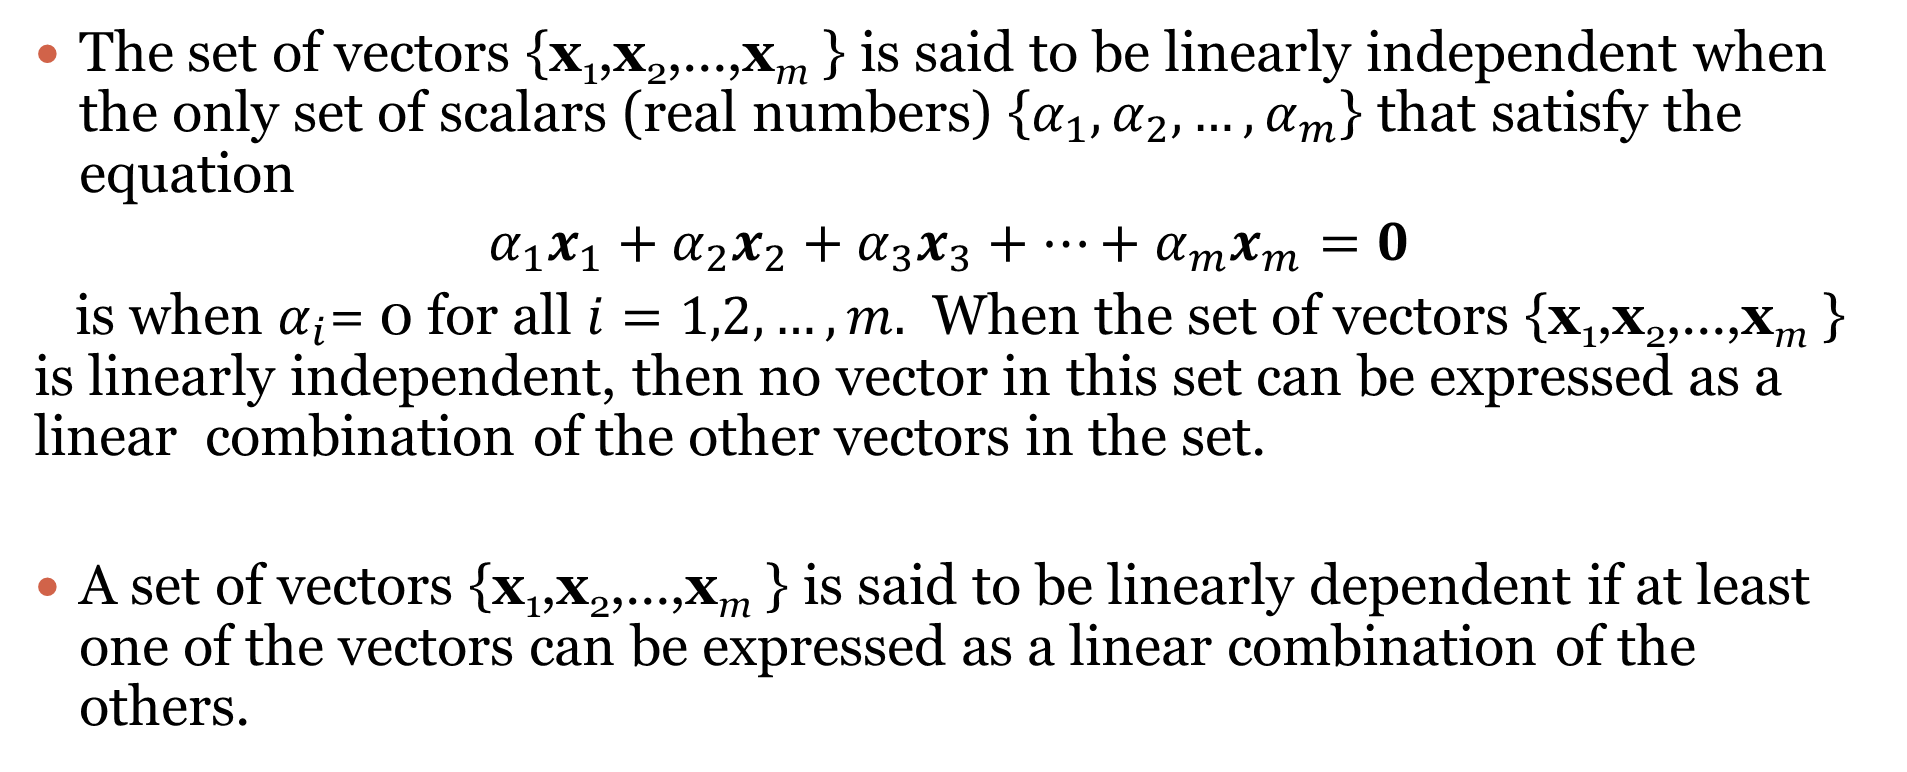 • The set of vectors {x₁,x₂,...,xₘ } is said to be linearly independent when
the only set of scalars (real numbers) {α₁, α₂, … , αₘ} that satisfy the
equation
α₁x₁ + α₂x₂ + α₃x₃ + ⋯ + αₘxₘ = 0
is when αᵢ= 0 for all i = 1,2, … , m. When the set of vectors {x₁,x₂,...,xₘ }
is linearly independent, then no vector in this set can be expressed as a
linear combination of the other vectors in the set.
• A set of vectors {x₁,x₂,...,xₘ } is said to be linearly dependent if at least
one of the vectors can be expressed as a linear combination of the
others.